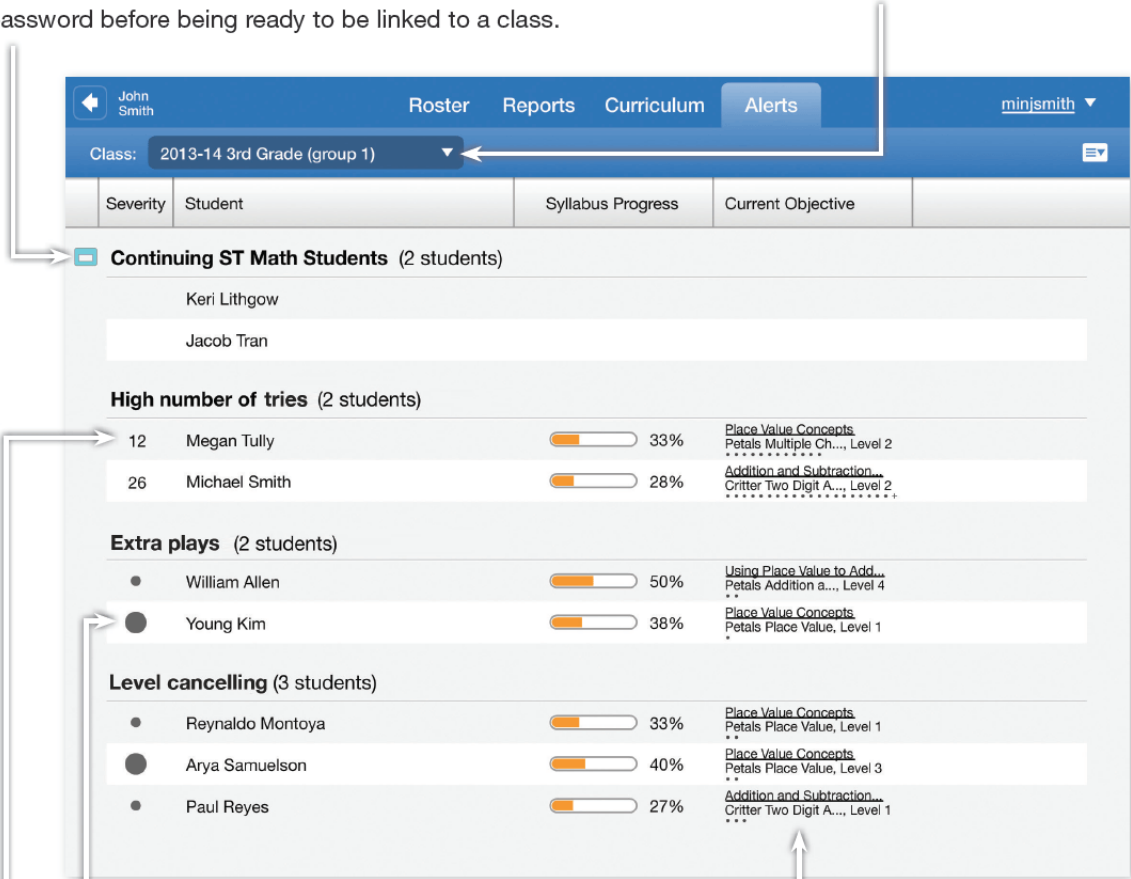 assword before being ready to be linked to a class.
John
Smith
Roster Reports Curriculum Alerts
minjsmith
Class: 2013-14 3rd Grade (group 1)
Severity Student Syllabus Progress Current Objective
Continuing ST Math Students (2 students)
Keri Lithgow
Jacob Tran
High number of tries (2 students)
12 Megan Tully 33% Place Value Concepts
Petals Multiple Ch..., Level 2
26 Michael Smith 28% Addition and Subtraction...
Critter Two Digit A..., Level 2
Extra plays (2 students)
William Allen 50% Using Place Value to Add...
Petals Addition a..., Level 4
Young Kim 38% Place Value Concepts
Petals Place Value, Level 1
Level cancelling (3 students)
Reynaldo Montoya 33% Place Value Concepts
Petals Place Value, Level 1
Arya Samuelson 40% Place Value Concepts
Petals Place Value, Level 3
Paul Reyes 27% Addition and Subtraction...
Critter Two Digit A..., Level 1